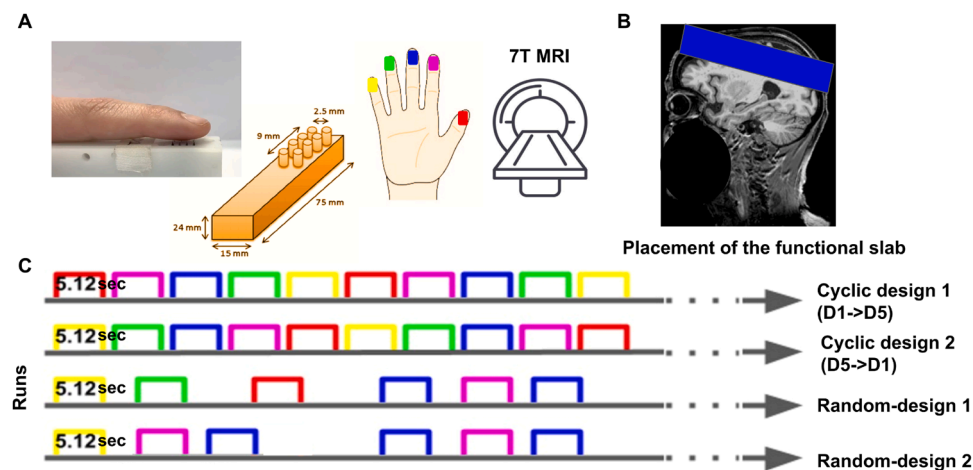 A
B
7T MRI
2.5 mm
9 mm
75 mm
24 mm
15 mm
Placement of the functional slab
C
Runs
5.12sec
Cyclic design 1
(D1->D5)
5.12sec
Cyclic design 2
(D5->D1)
5.12sec
Random-design 1
5.12sec
Random-design 2